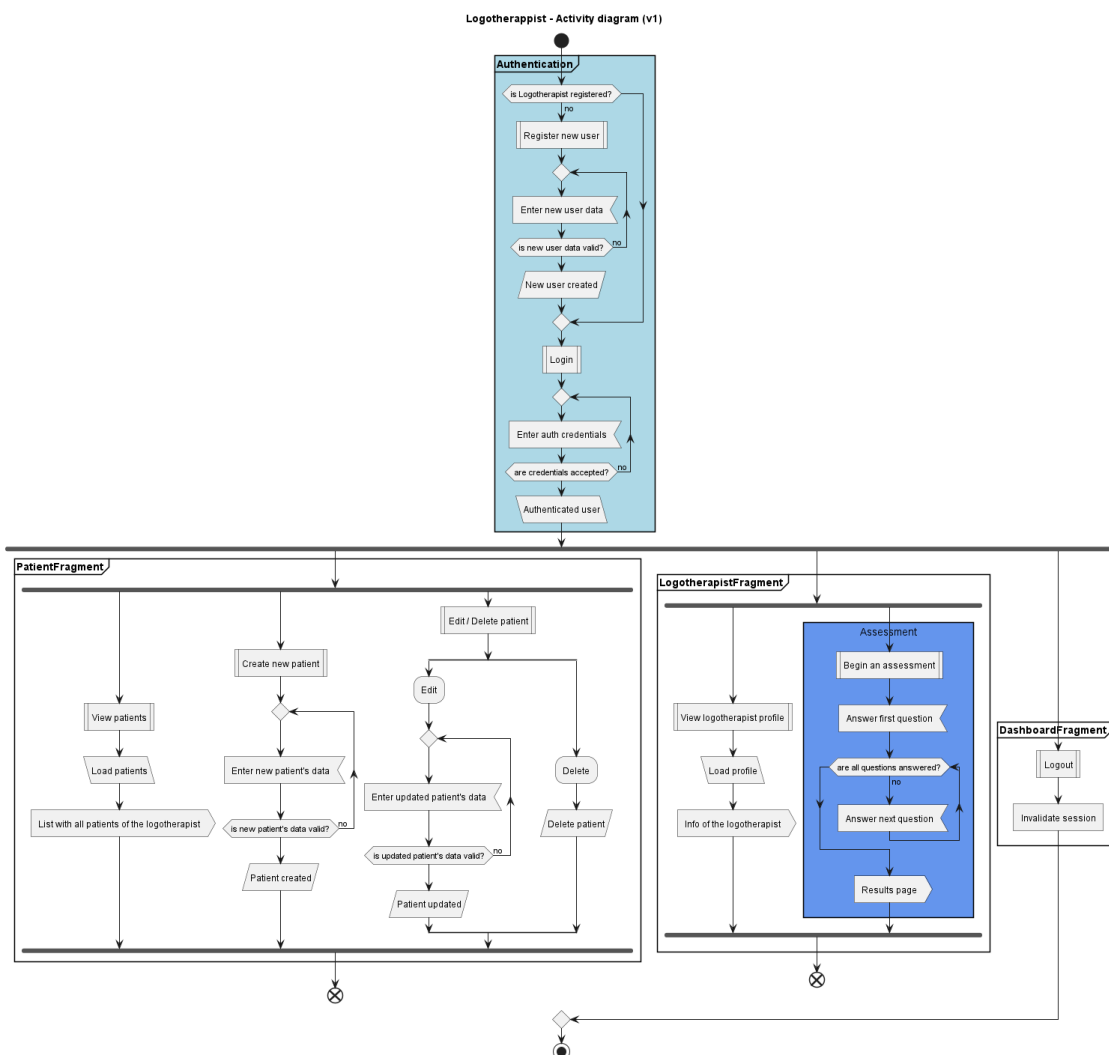 Logotherappist - Activity diagram (v1)
Authentication
is Logotherapist registered?
no
Register new user
Enter new user data
is new user data valid?
no
New user created
Login
Enter auth credentials
are credentials accepted?
no
Authenticated user
PatientFragment
View patients
Load patients
List with all patients of the logotherapist
Create new patient
Enter new patient's data
is new patient's data valid?
no
Patient created
Edit / Delete patient
Edit
Enter updated patient's data
is updated patient's data valid?
no
Patient updated
Delete
Delete patient
LogotherapistFragment
View logotherapist profile
Load profile
Info of the logotherapist
Assessment
Begin an assessment
Answer first question
are all questions answered?
no
Answer next question
Results page
DashboardFragment
Logout
Invalidate session